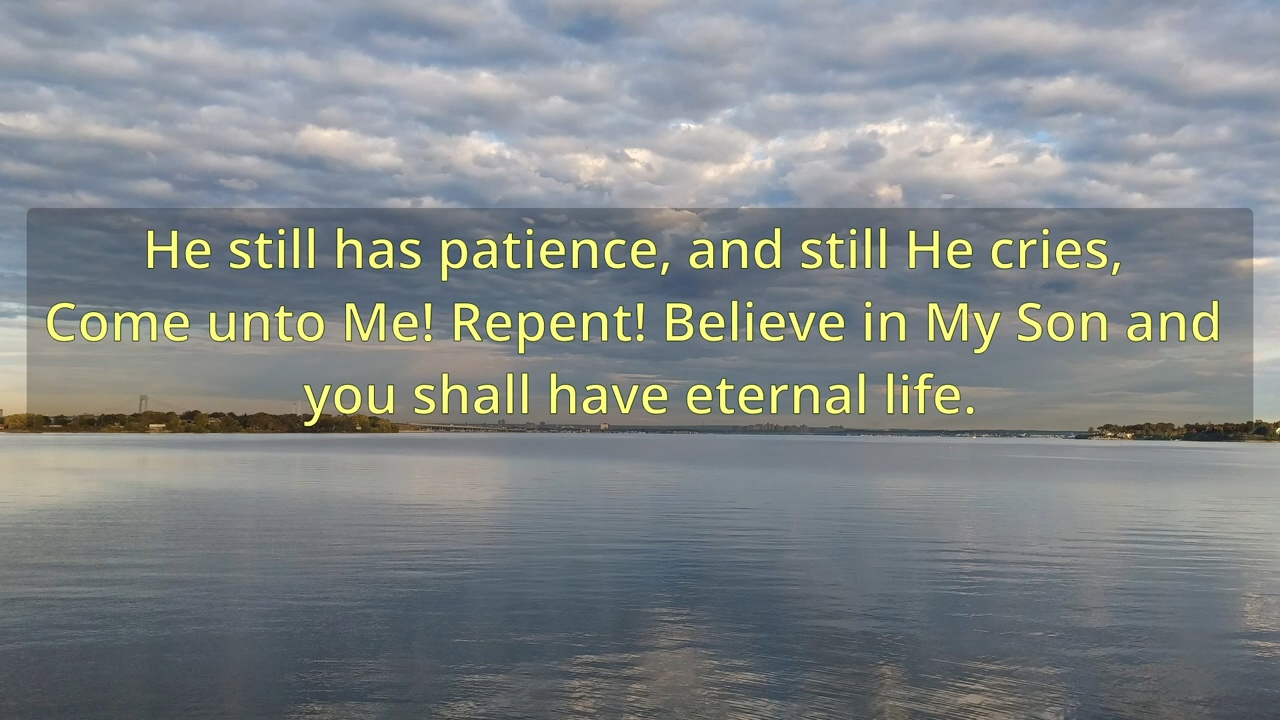 He still has patience, and still He cries,
Come unto Me! Repent! Believe in My Son and
you shall have eternal life.